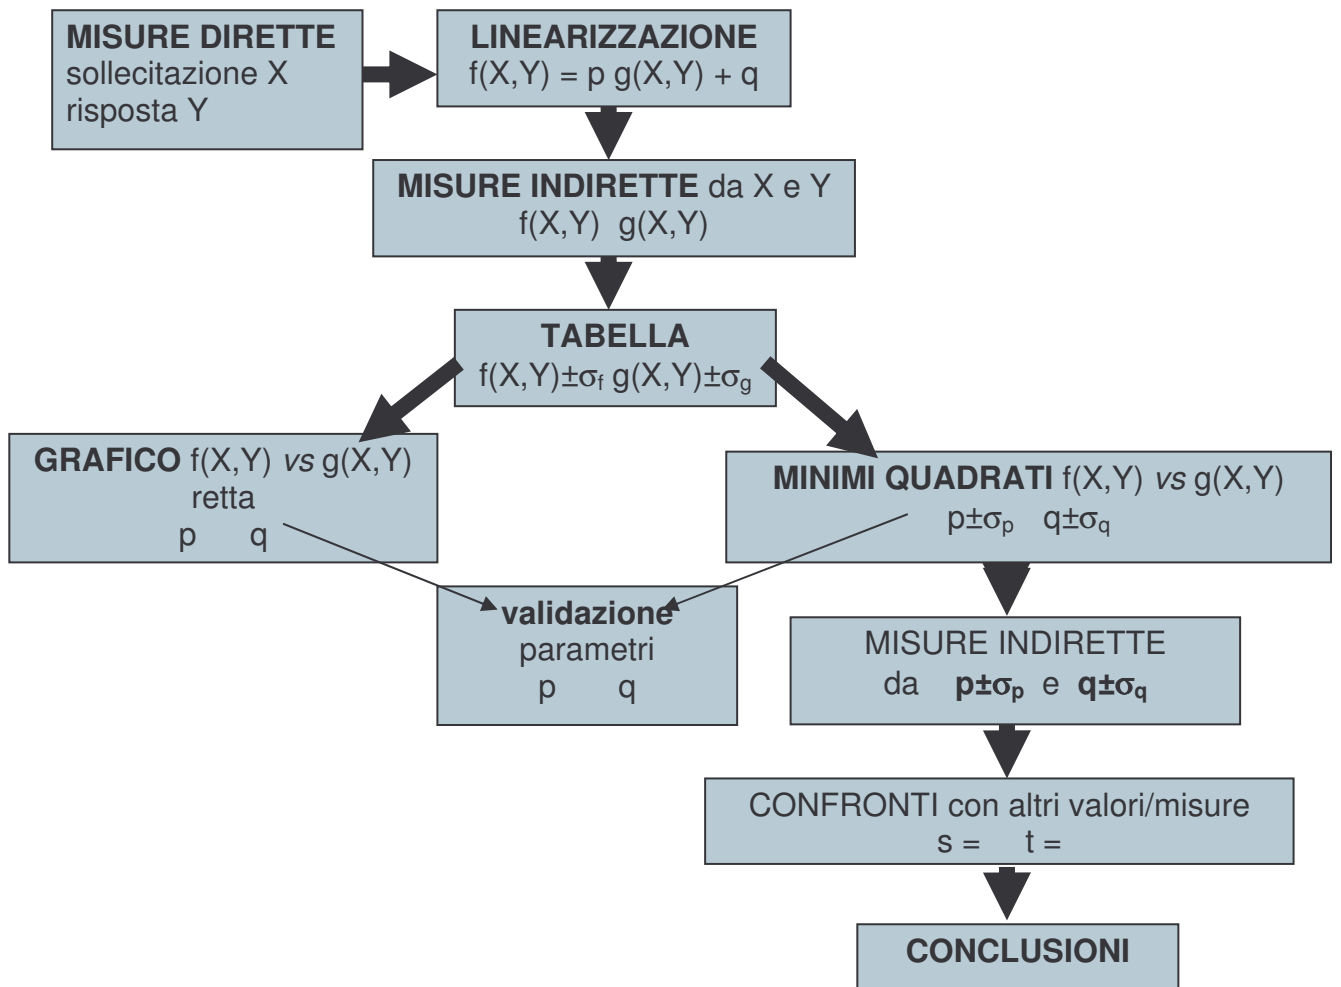 MISURE DIRETTE
sollecitazione X
risposta Y
LINEARIZZAZIONE
f(X,Y) = p g(X,Y) + q
MISURE INDIRETTE da X e Y
f(X,Y) g(X,Y)
TABELLA
f(X,Y)±σf g(X,Y)±σg
GRAFICO f(X,Y) vs g(X,Y)
retta
p q
MINIMI QUADRATI f(X,Y) vs g(X,Y)
p±σp q±σq
validazione
parametri
p q
MISURE INDIRETTE
da p±σp e q±σq
CONFRONTI con altri valori/misure
s = t =
CONCLUSIONI